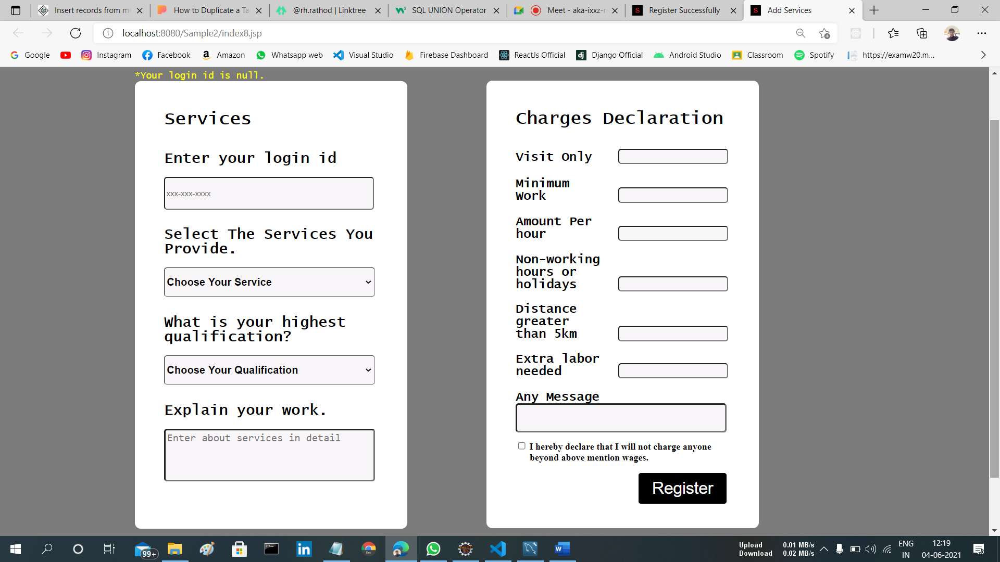 Insert records from m
How to Duplicate a Ta
@rh.rathod | Linktree
SQL UNION Operator
Meet - aka-ixxz-
Register Successfully
Add Services
localhost:8080/Sample2/index8.jsp
Google
Instagram
Facebook
Amazon
Whatsapp web
Visual Studio
Firebase Dashboard
ReactJs Official
Django Official
Android Studio
Classroom
Spotify
https://examw20.m...
*Your login id is null.
Services
Enter your login id
xxx-xxx-xxxx
Select The Services You
Provide.
Choose Your Service
What is your highest
qualification?
Choose Your Qualification
Explain your work.
Enter about services in detail
Charges Declaration
Visit Only
Minimum
Work
Amount Per
hour
Non-working
hours or
holidays
Distance
greater
than 5km
Extra labor
needed
Any Message
I hereby declare that I will not charge anyone
beyond above mention wages.
Register
99+
Upload 0.01 MB/s
Download 0.02 MB/s
ENG
IN
12:19
04-06-2021